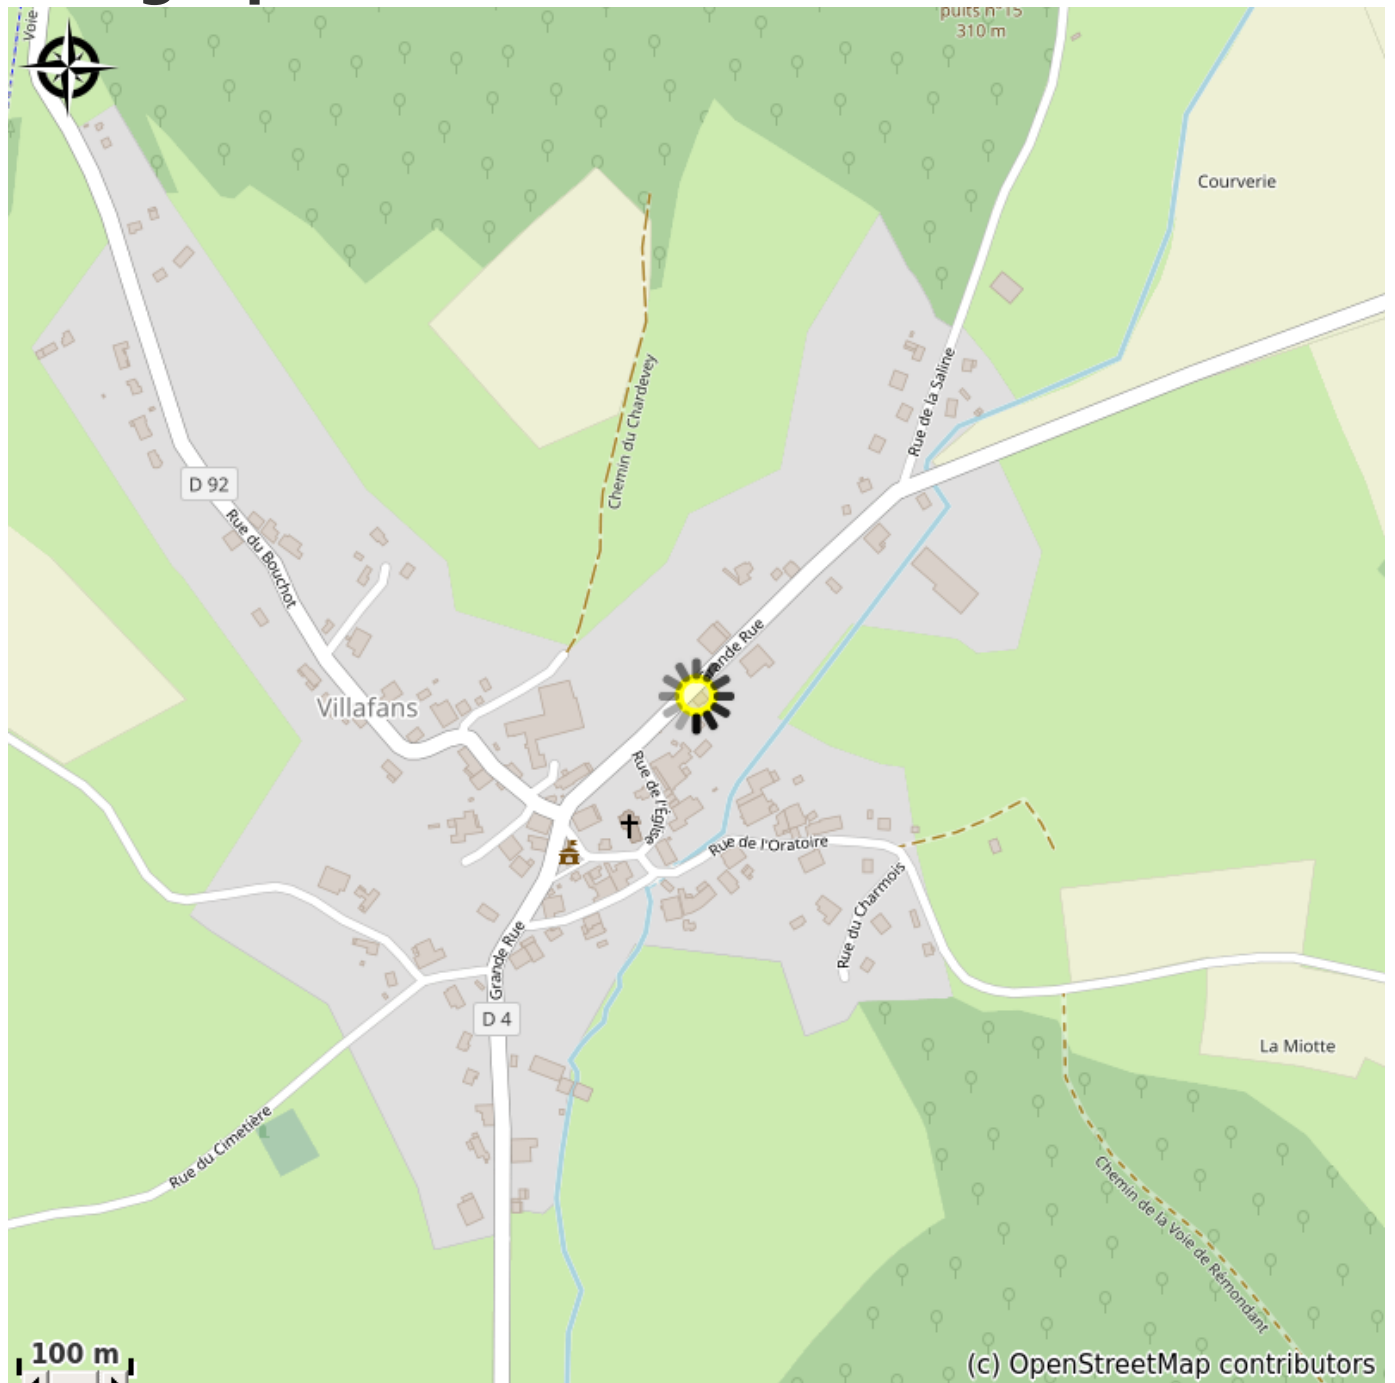 puits n°15
310 m
Voie
Courverie
Chemin du Chardevey
Rue de la Saline
D 92
Rue du Bouchot
Grande Rue
Villafans
Rue de l'Église
Rue de l'Oratoire
Rue du Charmois
Grande Rue
D 4
La Miotte
Rue du Cimetière
Chemin de la Voie de Rémondant
100 m
(c) OpenStreetMap contributors